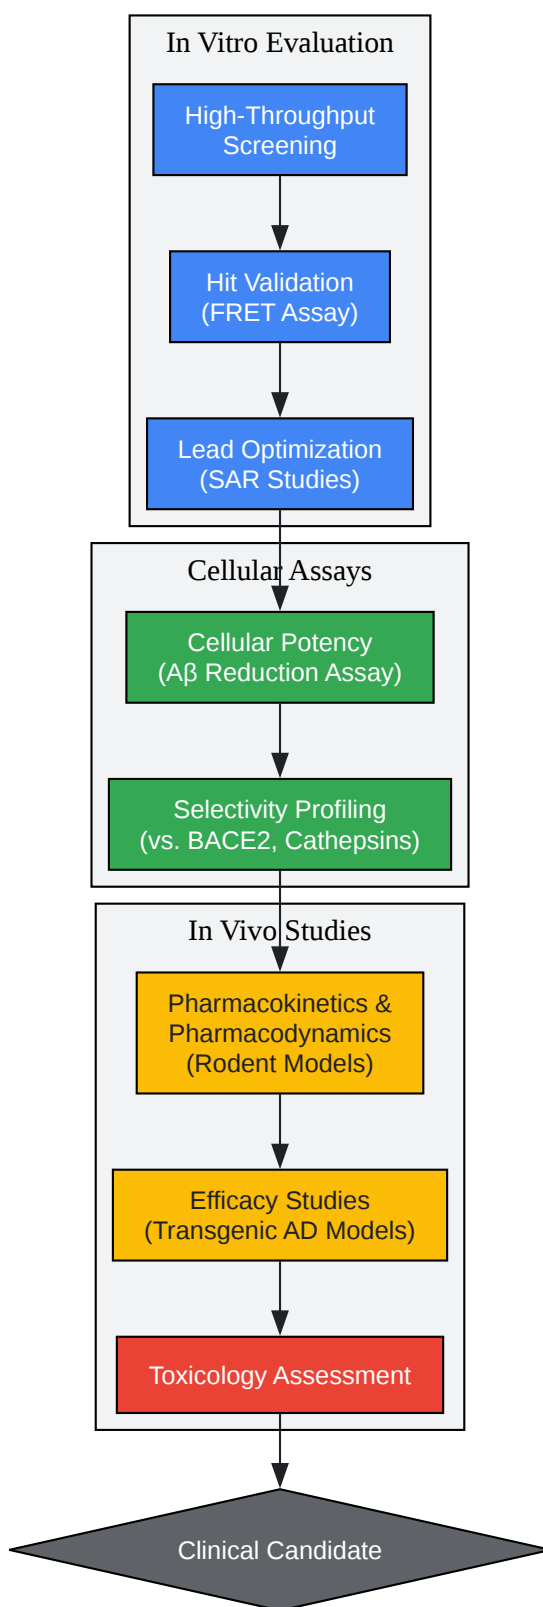 In Vitro Evaluation
High-Throughput
Screening
Hit Validation
(FRET Assay)
Lead Optimization
(SAR Studies)
Cellular Assays
Cellular Potency
(Aβ Reduction Assay)
Selectivity Profiling
(vs. BACE2, Cathepsins)
In Vivo Studies
Pharmacokinetics &
Pharmacodynamics
(Rodent Models)
Efficacy Studies
(Transgenic AD Models)
Toxicology Assessment
Clinical Candidate